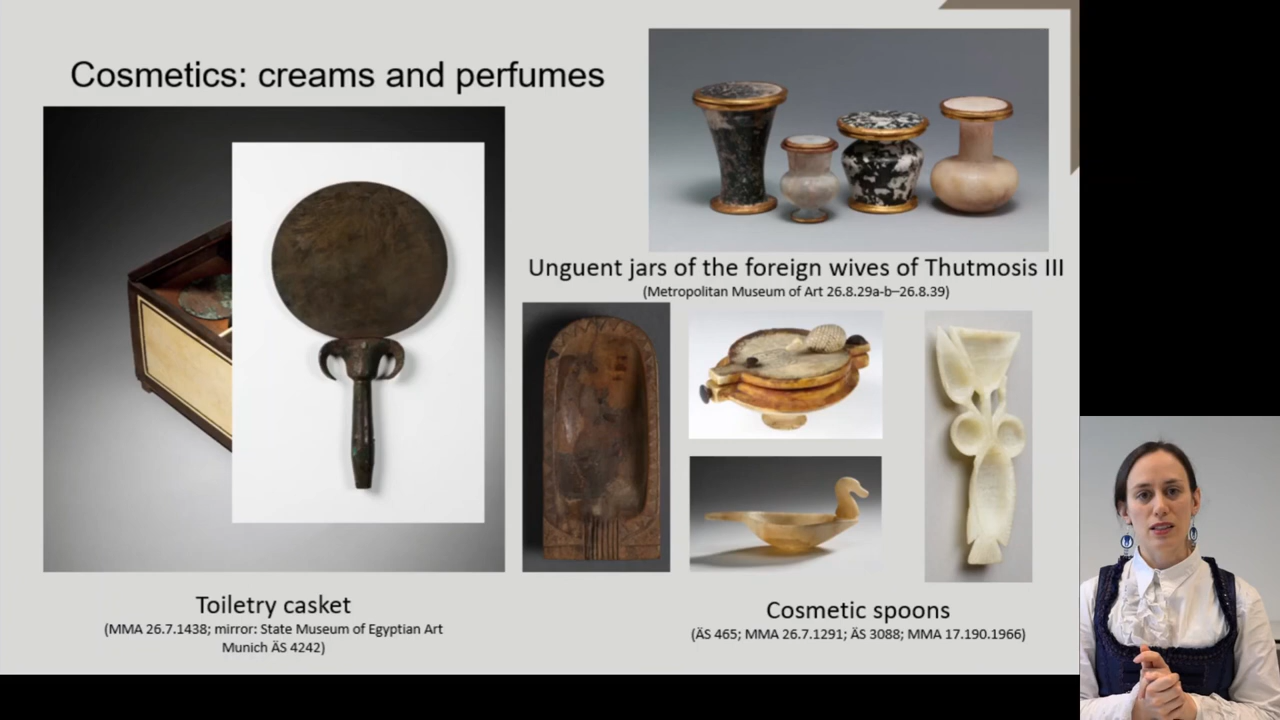 Cosmetics: creams and perfumes
Unguent jars of the foreign wives of Thutmosis III
(Metropolitan Museum of Art 26.8.29a-b–26.8.39)
Toiletry casket
(MMA 26.7.1438; mirror: State Museum of Egyptian Art
Munich ÄS 4242)
Cosmetic spoons
(ÄS 465; MMA 26.7.1291; ÄS 3088; MMA 17.190.1966)